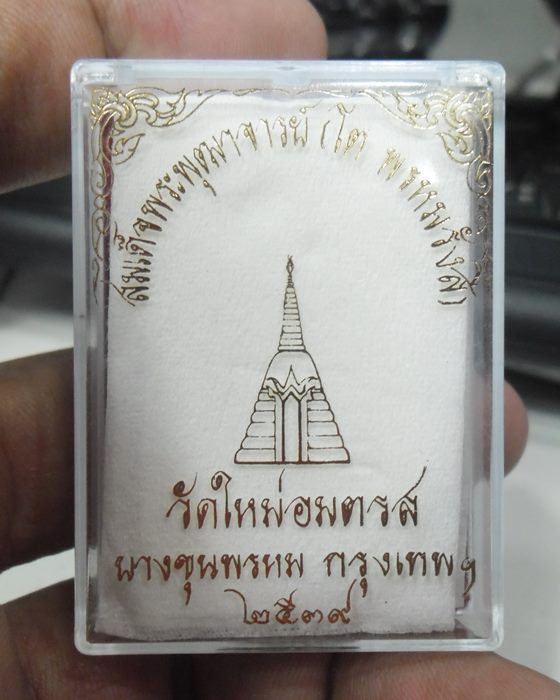 สมเด็จพระพุฒาจารย์ (โต พรหมรังสี)
วัดใหม่อมตรส
บางขุนพรหม กรุงเทพฯ
๒๕๓๙